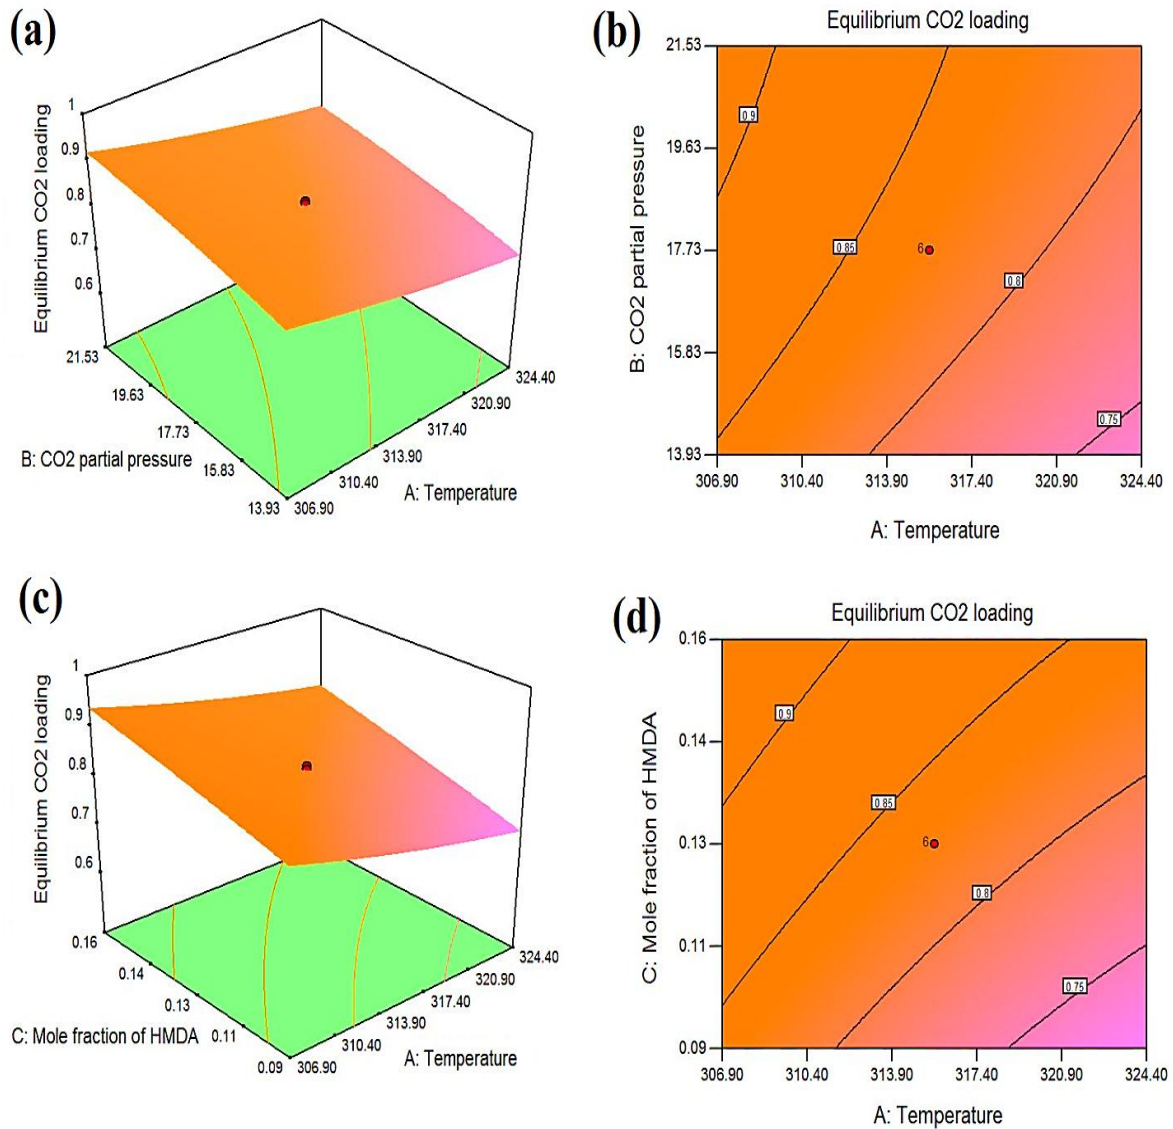 (a)
Equilibrium CO2 loading
1
0.9
0.8
0.7
0.6
21.53
19.63
17.73
15.83
13.93
B: CO2 partial pressure
306.90
310.40
313.90
317.40
320.90
324.40
A: Temperature
(b)
Equilibrium CO2 loading
B: CO2 partial pressure
21.53
19.63
17.73
15.83
13.93
0.9
0.85
6
0.8
0.75
306.90 310.40 313.90 317.40 320.90 324.40
A: Temperature
(c)
Equilibrium CO2 loading
1
0.9
0.8
0.7
0.6
0.16
0.14
0.13
0.11
0.09
C: Mole fraction of HMDA
306.90
310.40
313.90
317.40
320.90
324.40
A: Temperature
(d)
Equilibrium CO2 loading
C: Mole fraction of HMDA
0.16
0.14
0.13
0.11
0.09
0.9
0.85
6
0.8
0.75
306.90 310.40 313.90 317.40 320.90 324.40
A: Temperature